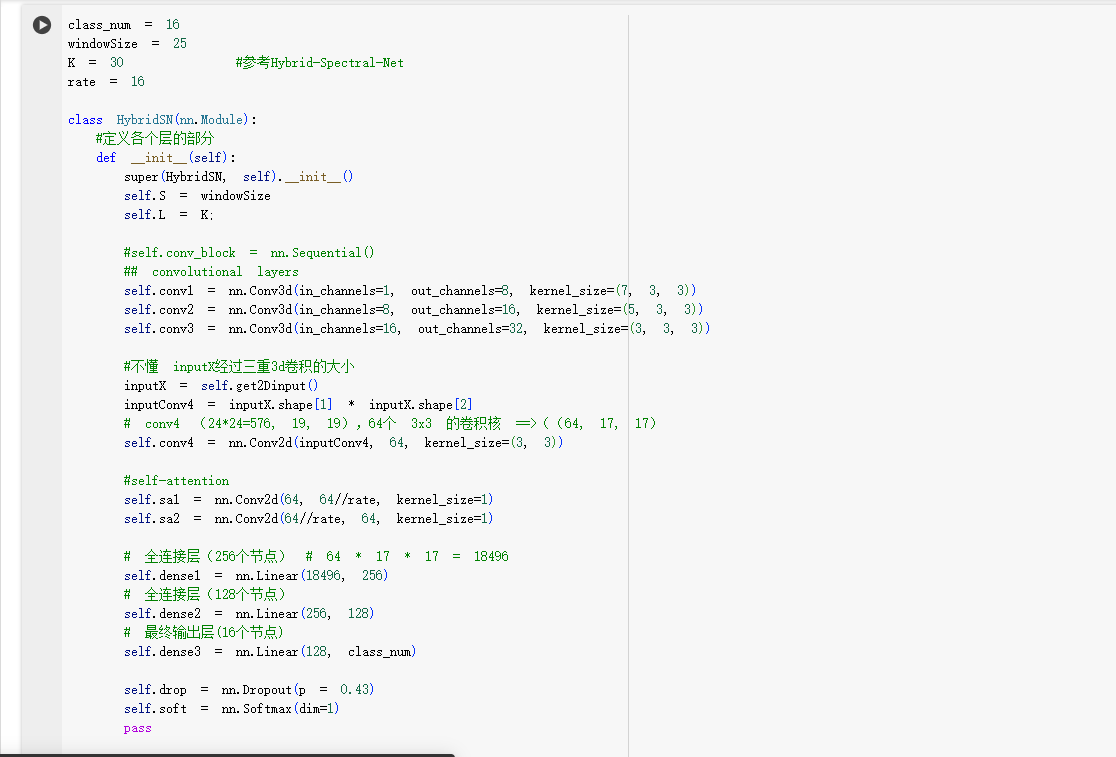 class_num = 16
windowSize = 25
K = 30 #参考Hybrid-Spectral-Net
rate = 16
class HybridSN(nn.Module):
#定义各个层的部分
def __init__(self):
super(HybridSN, self).__init__()
self.S = windowSize
self.L = K;
#self.conv_block = nn.Sequential()
## convolutional layers
self.conv1 = nn.Conv3d(in_channels=1, out_channels=8, kernel_size=(7, 3, 3))
self.conv2 = nn.Conv3d(in_channels=8, out_channels=16, kernel_size=(5, 3, 3))
self.conv3 = nn.Conv3d(in_channels=16, out_channels=32, kernel_size=(3, 3, 3))
#不懂 inputX经过三重3d卷积的大小
inputX = self.get2Dinput()
inputConv4 = inputX.shape[1] * inputX.shape[2]
# conv4 （24*24=576, 19, 19），64个 3x3 的卷积核 ==>（（64, 17, 17）
self.conv4 = nn.Conv2d(inputConv4, 64, kernel_size=(3, 3))
#self-attention
self.sa1 = nn.Conv2d(64, 64//rate, kernel_size=1)
self.sa2 = nn.Conv2d(64//rate, 64, kernel_size=1)
# 全连接层（256个节点） # 64 * 17 * 17 = 18496
self.dense1 = nn.Linear(18496, 256)
# 全连接层（128个节点）
self.dense2 = nn.Linear(256, 128)
# 最终输出层(16个节点)
self.dense3 = nn.Linear(128, class_num)
self.drop = nn.Dropout(p = 0.43)
self.soft = nn.Softmax(dim=1)
pass